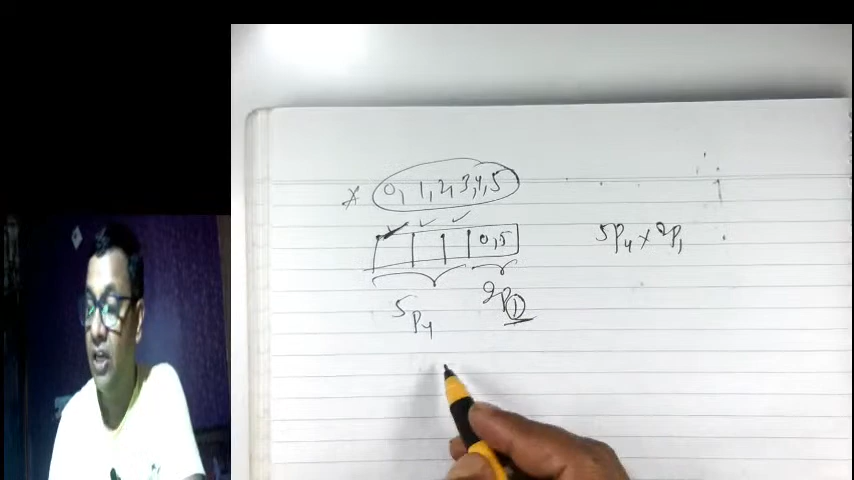 0, 1, 2, 3, 4, 5
0, 5
5P4 × 2P1
5P4 2P1